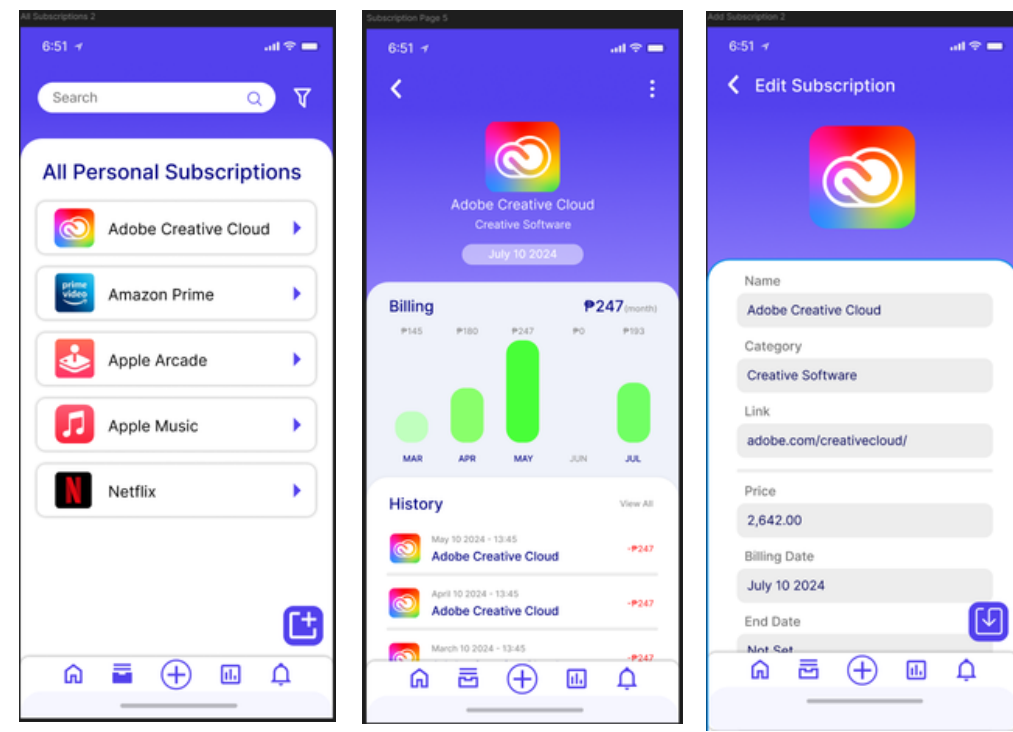 All Subscriptions 2
6:51
Search
All Personal Subscriptions
Adobe Creative Cloud
prime video
Amazon Prime
Apple Arcade
Apple Music
N
Netflix
Subscription Page 5
6:51
Adobe Creative Cloud
Creative Software
July 10 2024
Billing ₱247(month)
₱145 ₱180 ₱247 ₱0 ₱193
MAR APR MAY JUN JUL
History View All
May 10 2024 - 13:45
Adobe Creative Cloud -₱247
April 10 2024 - 13:45
Adobe Creative Cloud -₱247
March 10 2024 - 13:45
-₱247
Add Subscription 2
6:51
Edit Subscription
Name
Adobe Creative Cloud
Category
Creative Software
Link
adobe.com/creativecloud/
Price
2,642.00
Billing Date
July 10 2024
End Date
Not Set